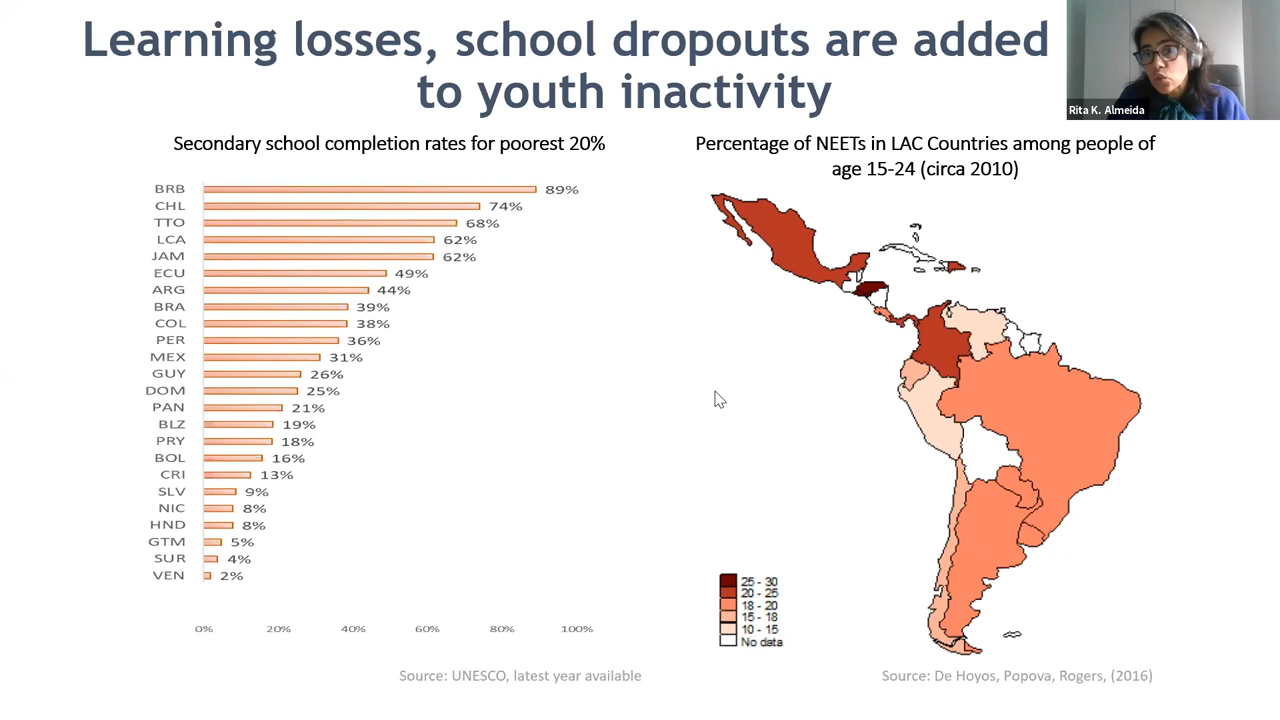 Learning losses, school dropouts are added
to youth inactivity
Rita K. Almeida
Secondary school completion rates for poorest 20%
BRB 89%
CHL 74%
TTO 68%
LCA 62%
JAM 62%
ECU 49%
ARG 44%
BRA 39%
COL 38%
PER 36%
MEX 31%
GUY 26%
DOM 25%
PAN 21%
BLZ 19%
PRY 18%
BOL 16%
CRI 13%
SLV 9%
NIC 8%
HND 8%
GTM 5%
SUR 4%
VEN 2%
0% 20% 40% 60% 80% 100%
Source: UNESCO, latest year available
Percentage of NEETs in LAC Countries among people of
age 15-24 (circa 2010)
25 - 30
20 - 25
18 - 20
15 - 18
10 - 15
No data
Source: De Hoyos, Popova, Rogers, (2016)